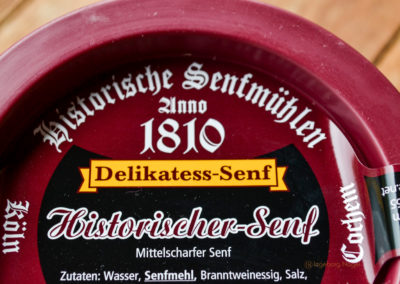 Historische Senfmühlen
Anno
1810
Delikatess-Senf
Historischer-Senf
Mittelscharfer Senf
Zutaten: Wasser, Senfmehl, Branntweinessig, Salz,
Köln
Cochem